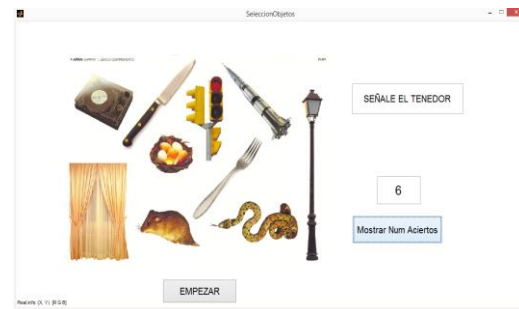 SeleccionObjetos
SEÑALE EL TENEDOR
6
Mostrar Num Aciertos
EMPEZAR
Pixel info: (X, Y) [R G B]